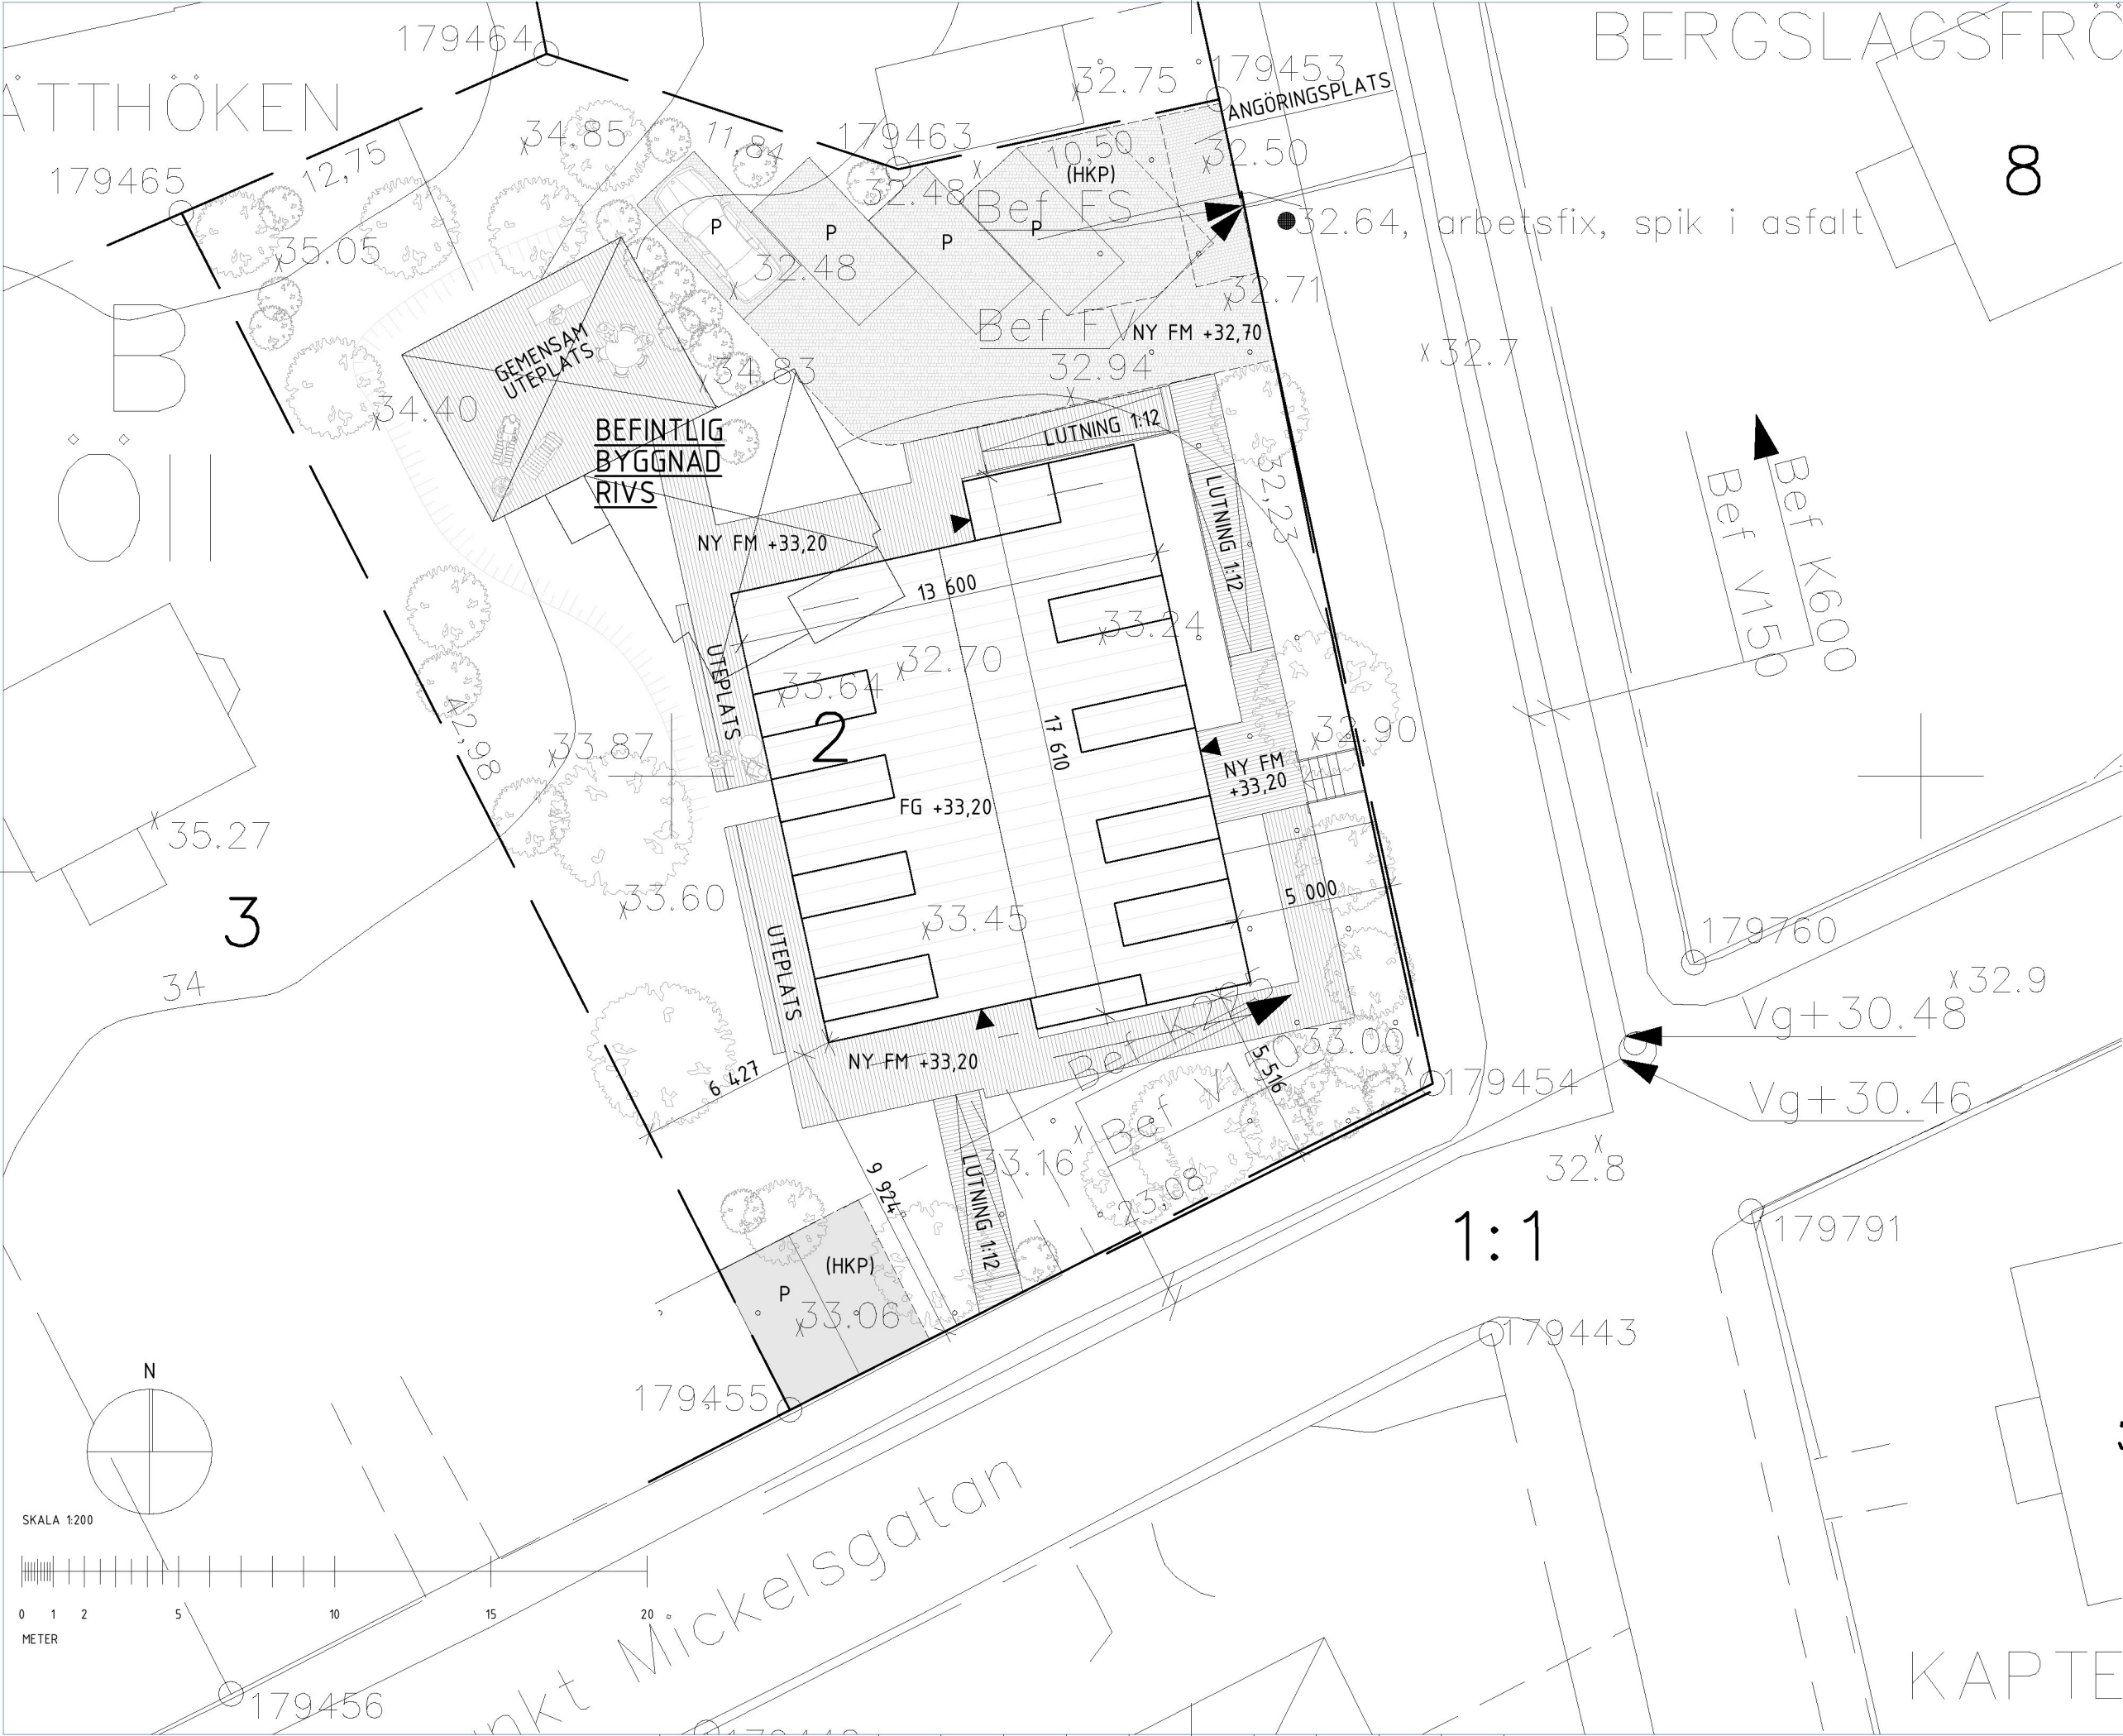 179464
ÄTTHÖKEN
BERGSLAGSFRÖ
32.75
179453
ANGÖRINGSPLATS
34.85
11,84
179463
10,50
(HKP)
32.50
8
12,75
179465
32.48
Bef FS
P
P
P
P
32.64, arbetsfix, spik i asfalt
35.05
32.48
32.71
B
Bef FV
NY FM +32,70
GEMENSAM
UTEPLATS
34.83
32.94
32.7
34.40
BEFINTLIG
BYGGNAD
RIVS
LUTNING 1:12
LUTNING 1:12
32,23
Bef V150
Bef K600
Öll
NY FM +33,20
13 600
33.24
32.70
33.64
UTEPLATS
2
17 610
42,98
33.87
32.90
NY FM
+33,20
FG +33,20
35.27
3
33.60
33.45
5 000
179760
UTEPLATS
34
32.9
Vg+30.48
Bef K225
33.00
NY FM +33,20
6 427
5 516
Bef V150
179454
Vg+30.46
33.16
32.8
9 924
LUTNING 1:12
23,08
1:1
179791
P
(HKP)
33.06
179443
179455
N
SKALA 1:200
0 1 2 5 10 15 20
METER
nkt Mickelsgatan
KAPTE
179456